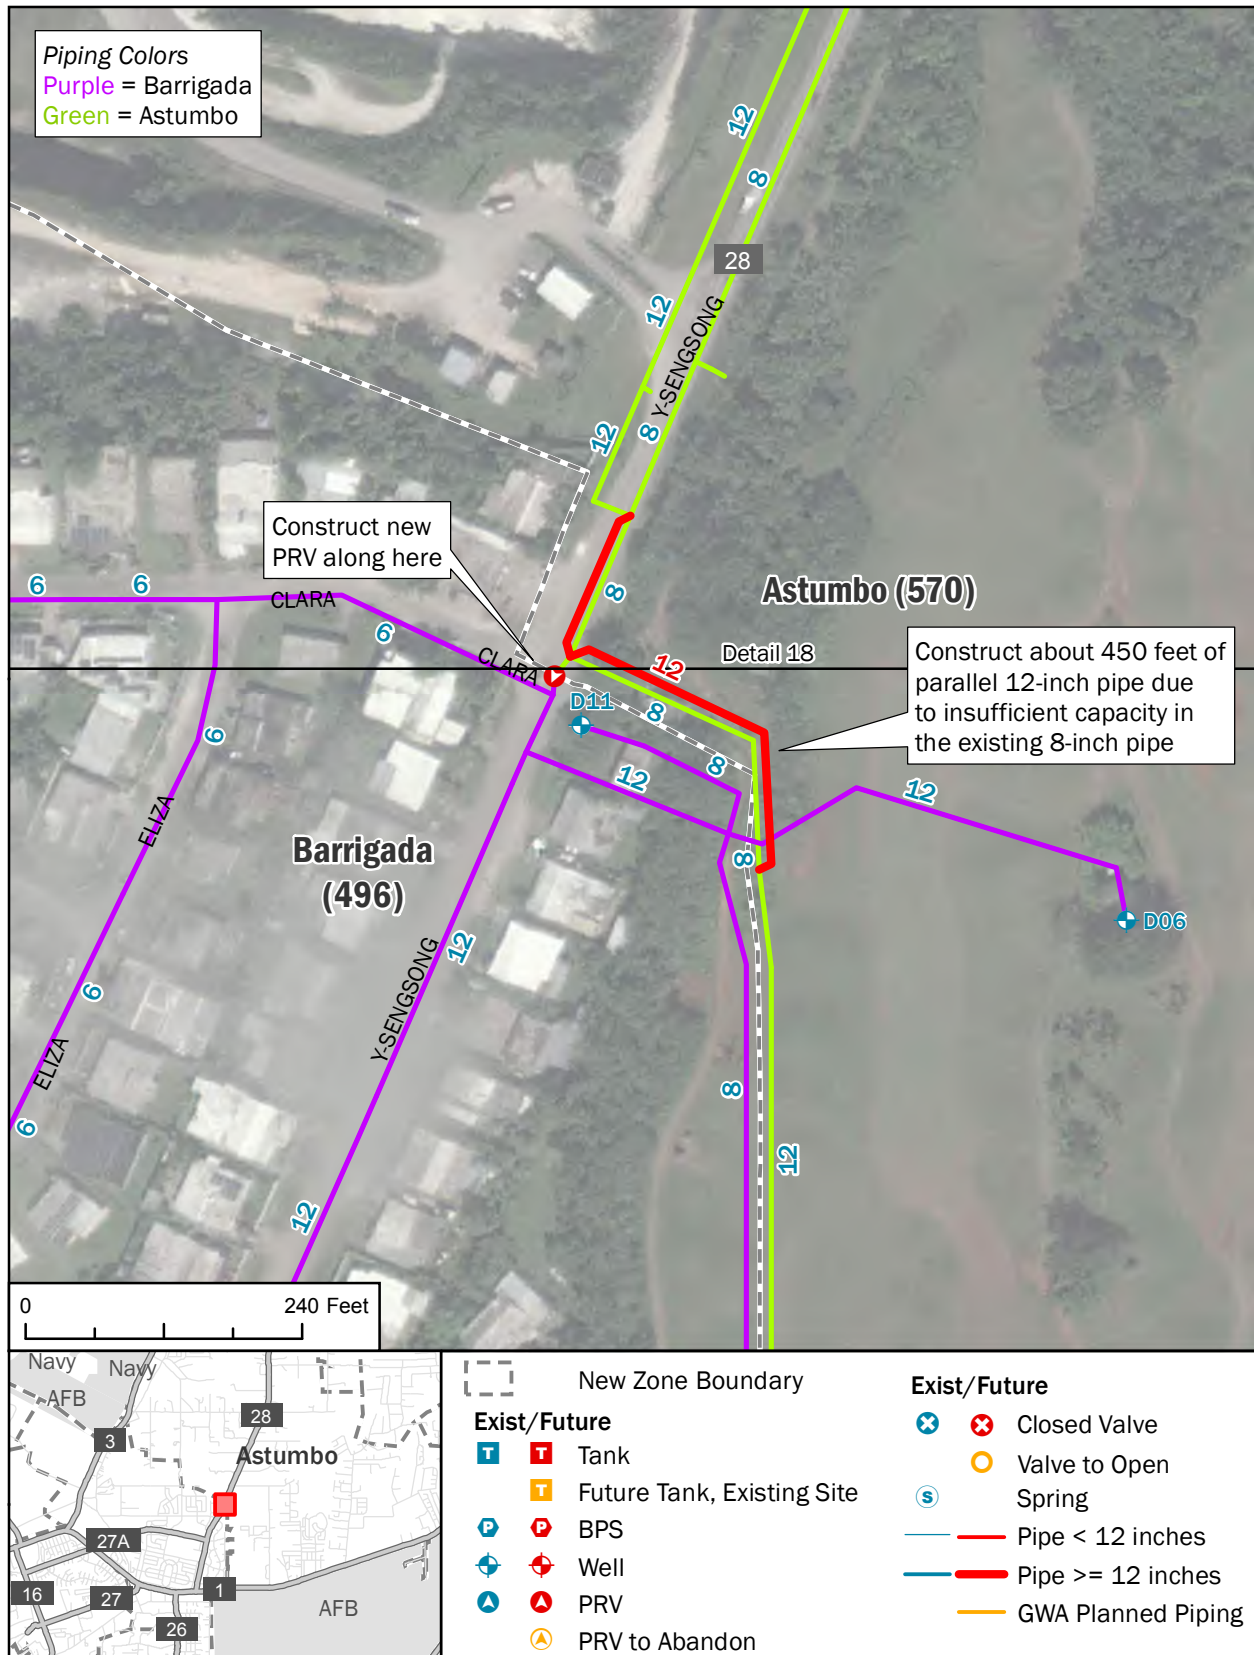 Piping Colors
Purple = Barrigada
Green = Astumbo
12
8
28
12
Y-SENGSONG
12
8
Construct new
PRV along here
8
Astumbo (570)
6
6
CLARA
6
CLARA
12
Detail 18
Construct about 450 feet of
parallel 12-inch pipe due
to insufficient capacity in
the existing 8-inch pipe
D11
8
6
8
12
12
ELIZA
Barrigada
(496)
8
D06
12
Y-SENGSONG
6
ELIZA
8
6
12
12
0 240 Feet
Navy
Navy
AFB
28
3
Astumbo
27A
16
27
1
26
AFB
New Zone Boundary
Exist/Future
T T Tank
T Future Tank, Existing Site
P P BPS
Well
PRV
PRV to Abandon
Exist/Future
Closed Valve
Valve to Open
S Spring
Pipe < 12 inches
Pipe >= 12 inches
GWA Planned Piping